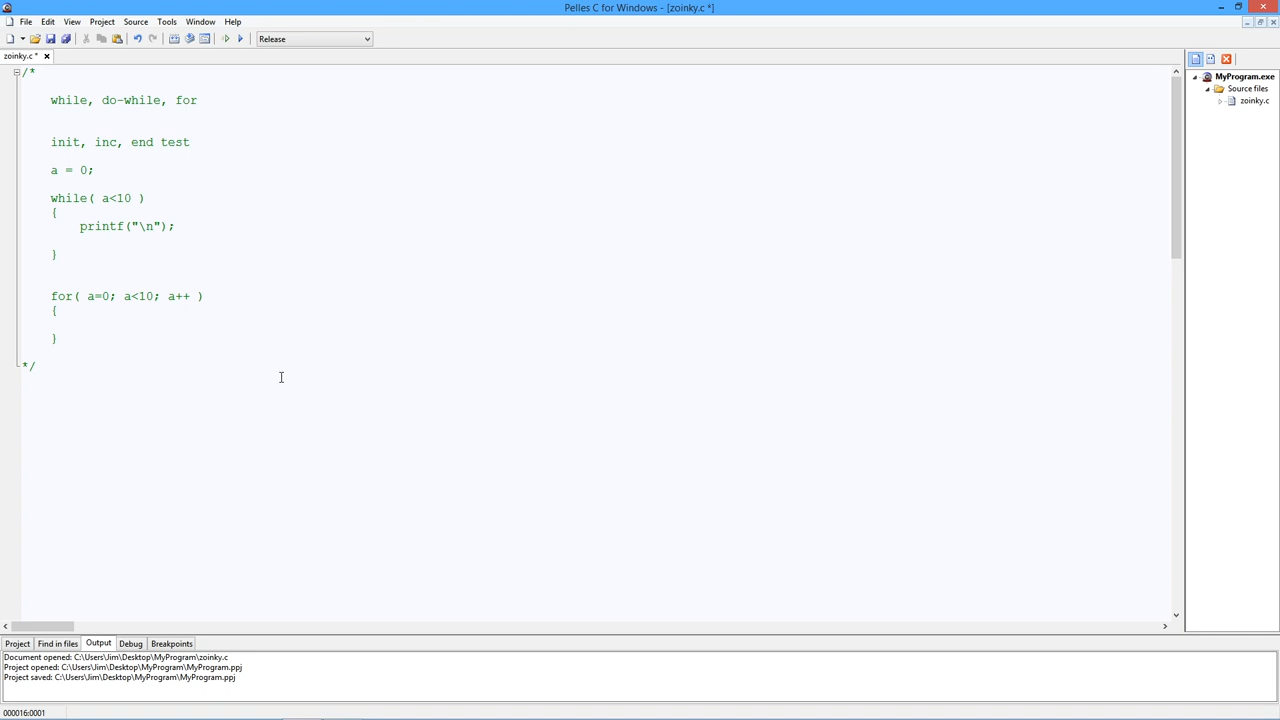 Pelles C for Windows - [zoinky.c *]
File Edit View Project Source Tools Window Help
Release
zoinky.c *
/*
while, do-while, for
init, inc, end test
a = 0;
while( a<10 )
{
printf("\n");
}
for( a=0; a<10; a++ )
{
}
*/
MyProgram.exe
Source files
zoinky.c
Project Find in files Output Debug Breakpoints
Document opened: C:\Users\Jim\Desktop\MyProgram\zoinky.c
Project opened: C:\Users\Jim\Desktop\MyProgram\MyProgram.ppj
Project saved: C:\Users\Jim\Desktop\MyProgram\MyProgram.ppj
000016:0001